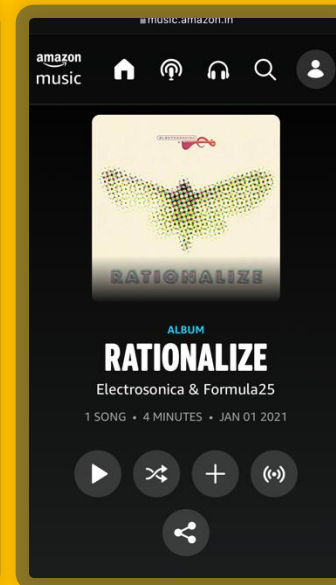 music.amazon.in
amazon
music
RATIONALIZE
ALBUM
RATIONALIZE
Electrosonica & Formula25
1 SONG • 4 MINUTES • JAN 01 2021